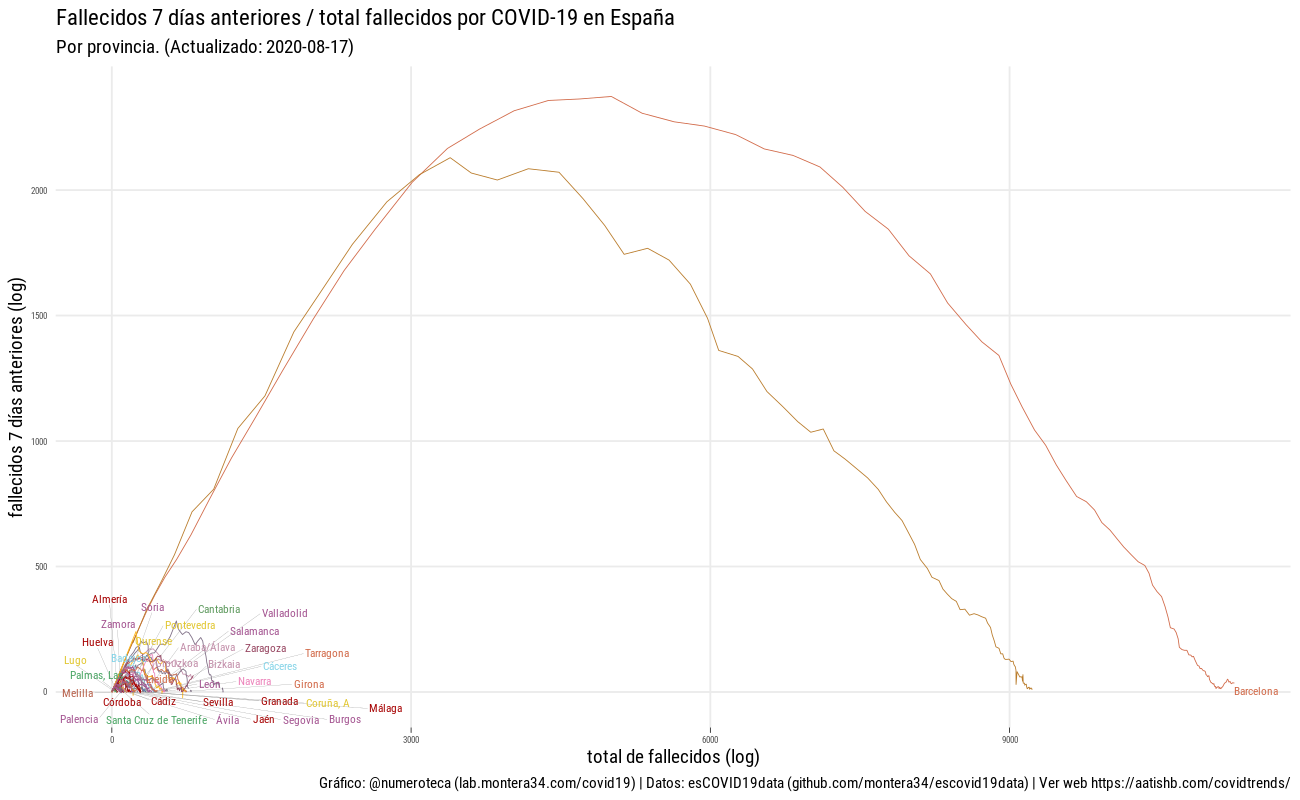 Fallecidos 7 días anteriores / total fallecidos por COVID-19 en España
Por provincia. (Actualizado: 2020-08-17)
fallecidos 7 días anteriores (log)
2000
1500
1000
500
0
Almería
Soria
Cantabria
Valladolid
Zamora
Pontevedra
Salamanca
Huelva
Ourense
Araba/Álava
Zaragoza
Tarragona
Lugo
Gipuzkoa
Bizkaia
Cáceres
Palmas, Las
Lleida
León
Navarra
Girona
Melilla
Barcelona
Córdoba
Cádiz
Sevilla
Granada
Coruña, A
Málaga
Palencia
Santa Cruz de Tenerife
Ávila
Jaén
Segovia
Burgos
0
3000
6000
9000
total de fallecidos (log)
Gráfico: @numeroteca (lab.montera34.com/covid19) | Datos: esCOVID19data (github.com/montera34/escovid19data) | Ver web https://aatishb.com/covidtrends/